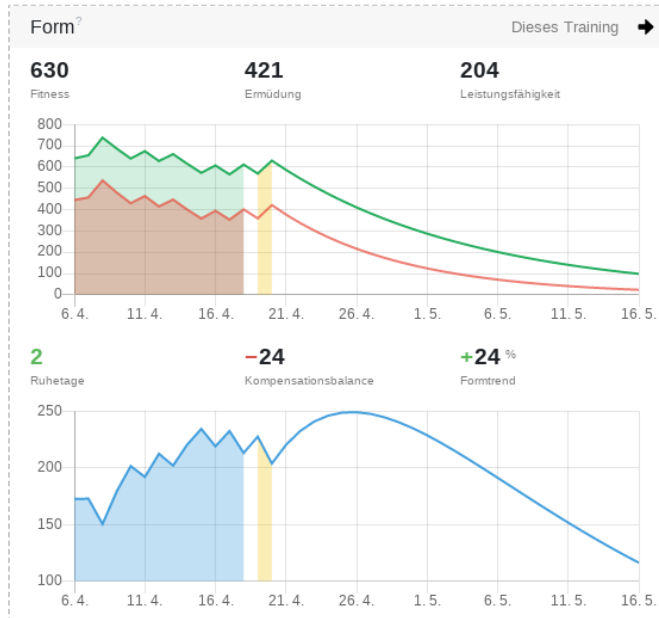 Form?
Dieses Training
630 421 204
Fitness Ermüdung Leistungsfähigkeit
800
700
600
500
400
300
200
100
0
6. 4. 11. 4. 16. 4. 21. 4. 26. 4. 1. 5. 6. 5. 11. 5. 16. 5.
2 −24 +24 %
Ruhetage Kompensationsbalance Formtrend
250
200
150
100
6. 4. 11. 4. 16. 4. 21. 4. 26. 4. 1. 5. 6. 5. 11. 5. 16. 5.